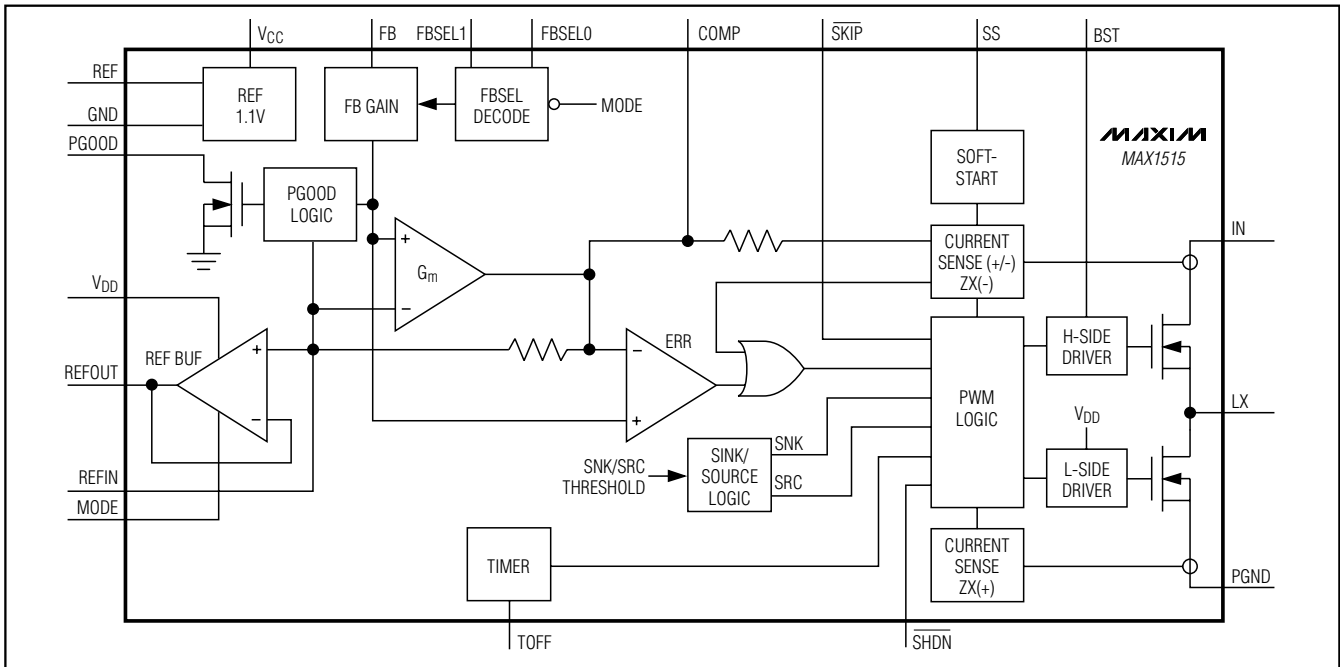 VCC FB FBSEL1 FBSEL0 COMP SKIP SS BST
REF
GND
PGOOD
VDD
REFOUT
REFIN
MODE
REF
1.1V
FB GAIN
FBSEL
DECODE
MODE
MAXIM
MAX1515
SOFT-
START
PGOOD
LOGIC
+
Gm
−
CURRENT
SENSE (+/-)
ZX(-)
IN
REF BUF
+
−
ERR
−
+
H-SIDE
DRIVER
PWM
LOGIC
LX
VDD
L-SIDE
DRIVER
SNK/SRC
THRESHOLD
SINK/
SOURCE
LOGIC
SNK
SRC
TIMER
CURRENT
SENSE
ZX(+)
PGND
TOFF
SHDN